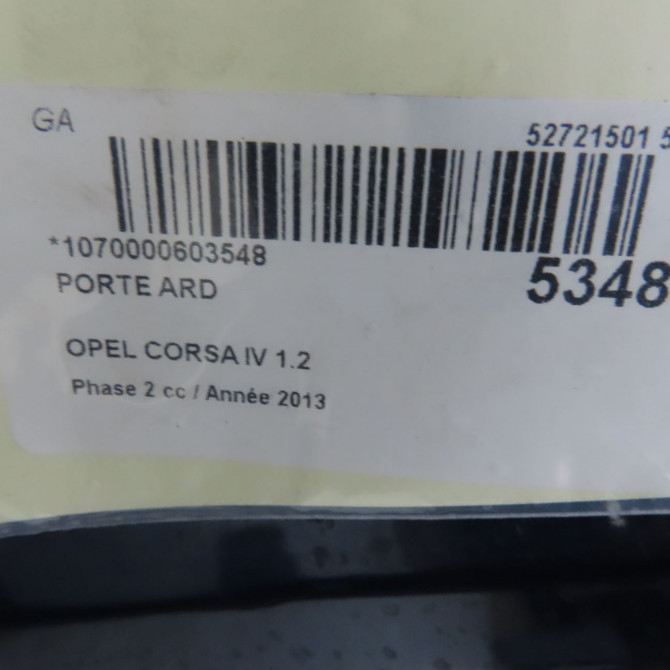 GA
52721501 5
*1070000603548
5348
PORTE ARD
OPEL CORSA IV 1.2
Phase 2 cc / Année 2013